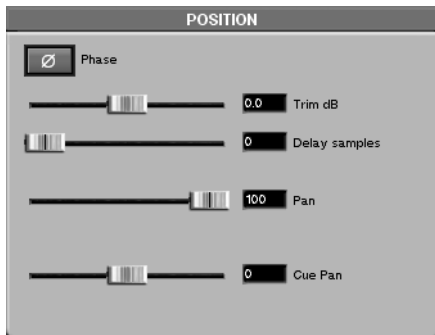 POSITION
Ø Phase
0.0 Trim dB
0 Delay samples
100 Pan
0 Cue Pan